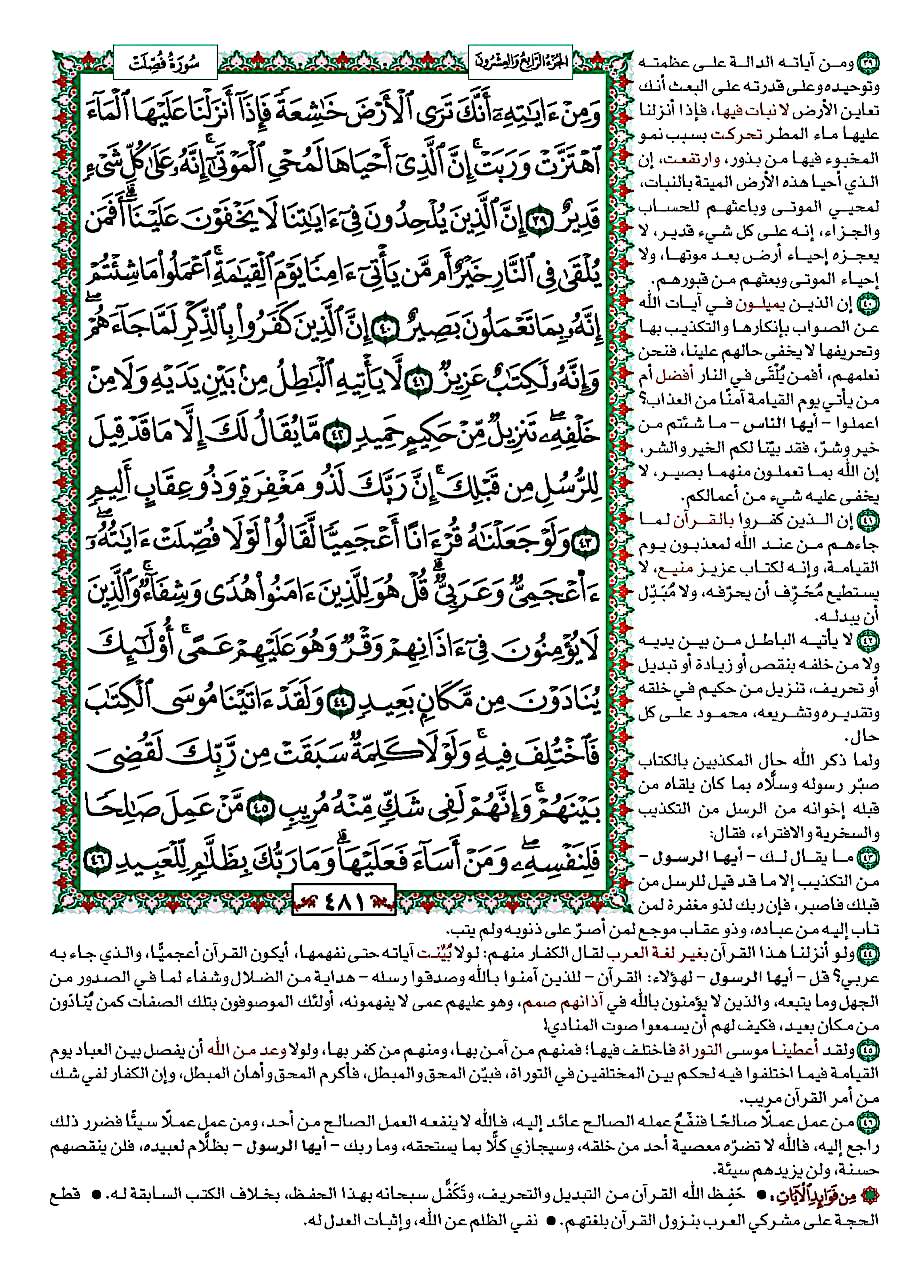 سُورَةُ فُصِّلَتْ
الجُزْءُ الرَّابِعُ وَالعِشْرُونَ
وَمِنْ ءَايَٰتِهِۦٓ أَنَّكَ تَرَى ٱلْأَرْضَ خَٰشِعَةً فَإِذَآ أَنزَلْنَا عَلَيْهَا ٱلْمَآءَ
ٱهْتَزَّتْ وَرَبَتْ ۚ إِنَّ ٱلَّذِىٓ أَحْيَاهَا لَمُحْىِ ٱلْمَوْتَىٰٓ ۚ إِنَّهُۥ عَلَىٰ كُلِّ شَىْءٍ
قَدِيرٌ ٣٩ إِنَّ ٱلَّذِينَ يُلْحِدُونَ فِىٓ ءَايَٰتِنَا لَا يَخْفَوْنَ عَلَيْنَآ ۗ أَفَمَن
يُلْقَىٰ فِى ٱلنَّارِ خَيْرٌ أَم مَّن يَأْتِىٓ ءَامِنًا يَوْمَ ٱلْقِيَٰمَةِ ۚ ٱعْمَلُوا۟ مَا شِئْتُمْ
إِنَّهُۥ بِمَا تَعْمَلُونَ بَصِيرٌ ٤٠ إِنَّ ٱلَّذِينَ كَفَرُوا۟ بِٱلذِّكْرِ لَمَّا جَآءَهُمْ ۖ
وَإِنَّهُۥ لَكِتَٰبٌ عَزِيزٌ ٤١ لَّا يَأْتِيهِ ٱلْبَٰطِلُ مِنۢ بَيْنِ يَدَيْهِ وَلَا مِنْ
خَلْفِهِۦ ۖ تَنزِيلٌ مِّنْ حَكِيمٍ حَمِيدٍ ٤٢ مَّا يُقَالُ لَكَ إِلَّا مَا قَدْ قِيلَ
لِلرُّسُلِ مِن قَبْلِكَ ۚ إِنَّ رَبَّكَ لَذُو مَغْفِرَةٍ وَذُو عِقَابٍ أَلِيمٍ
٤٣ وَلَوْ جَعَلْنَٰهُ قُرْءَانًا أَعْجَمِيًّا لَّقَالُوا۟ لَوْلَا فُصِّلَتْ ءَايَٰتُهُۥٓ ۖ
ءَا۬عْجَمِىٌّ وَعَرَبِىٌّ ۗ قُلْ هُوَ لِلَّذِينَ ءَامَنُوا۟ هُدًى وَشِفَآءٌ ۖ وَٱلَّذِينَ
لَا يُؤْمِنُونَ فِىٓ ءَاذَانِهِمْ وَقْرٌ وَهُوَ عَلَيْهِمْ عَمًى ۚ أُو۟لَٰٓئِكَ
يُنَادَوْنَ مِن مَّكَانٍۭ بَعِيدٍ ٤٤ وَلَقَدْ ءَاتَيْنَا مُوسَى ٱلْكِتَٰبَ
فَٱخْتُلِفَ فِيهِ ۗ وَلَوْلَا كَلِمَةٌ سَبَقَتْ مِن رَّبِّكَ لَقُضِىَ
بَيْنَهُمْ ۚ وَإِنَّهُمْ لَفِى شَكٍّ مِّنْهُ مُرِيبٍ ٤٥ مَّنْ عَمِلَ صَٰلِحًا
فَلِنَفْسِهِۦ ۖ وَمَنْ أَسَآءَ فَعَلَيْهَا ۗ وَمَا رَبُّكَ بِظَلَّٰمٍ لِّلْعَبِيدِ ٤٦
٤٨١
٣٩ ومن آياته الدالة على عظمته
وتوحيده وعلى قدرته على البعث أنك
تعاين الأرض لا نبات فيها، فإذا أنزلنا
عليها ماء المطر تحركت بسبب نمو
المخبوء فيها من بذور، وارتفعت، إن
الذي أحيا هذه الأرض الميتة بالنبات،
لمحيي الموتى وباعثهم للحساب
والجزاء، إنه على كل شيء قدير، لا
يعجزه إحياء أرض بعد موتها، ولا
إحياء الموتى وبعثهم من قبورهم.
٤٠ إن الذين يميلون في آيات الله
عن الصواب بإنكارها والتكذيب بها
وتحريفها لا يخفى حالهم علينا، فنحن
نعلمهم، أفمن يُلْقَى في النار أفضل أم
من يأتي يوم القيامة آمنًا من العذاب؟
اعملوا – أيها الناس – ما شئتم من
خير وشرّ، فقد بيّنا لكم الخير والشر،
إن الله بما تعملون منهما بصير، لا
يخفى عليه شيء من أعمالكم.
٤١ إن الذين كفروا بالقرآن لما
جاءهم من عند الله لمعذبون يوم
القيامة، وإنه لكتاب عزيز منيع، لا
يستطيع مُحَرِّف أن يحرّفه، ولا مُبَدِّل
أن يبدله.
٤٢ لا يأتيه الباطل من بين يديه
ولا من خلفه بنقص أو زيادة أو تبديل
أو تحريف، تنزيل من حكيم في خلقه
وتقديره وتشريعه، محمود على كل
حال.
ولما ذكر الله حال المكذبين بالكتاب
صبّر رسوله وسلَّاه بما كان يلقاه من
قبله إخوانه من الرسل من التكذيب
والسخرية والافتراء، فقال:
٤٣ ما يقال لك – أيها الرسول –
من التكذيب إلا ما قد قيل للرسل من
قبلك فاصبر، فإن ربك لذو مغفرة لمن
تاب إليه من عباده، وذو عقاب موجع لمن أصرّ على ذنوبه ولم يتب.
٤٤ ولو أنزلنا هذا القرآن بغير لغة العرب لقال الكفار منهم: لولا بُيّنت آياته حتى نفهمها، أيكون القرآن أعجميًّا، والذي جاء به
عربي؟ قل – أيها الرسول – لهؤلاء: القرآن – للذين آمنوا بالله وصدقوا رسله – هداية من الضلال وشفاء لما في الصدور من
الجهل وما يتبعه، والذين لا يؤمنون بالله في آذانهم صمم، وهو عليهم عمى لا يفهمونه، أولئك الموصوفون بتلك الصفات كمن يُنادَون
من مكان بعيد، فكيف لهم أن يسمعوا صوت المنادي!
٤٥ ولقد أعطينا موسى التوراة فاختلف فيها؛ فمنهم من آمن بها، ومنهم من كفر بها، ولولا وعد من الله أن يفصل بين العباد يوم
القيامة فيما اختلفوا فيه لحكم بين المختلفين في التوراة، فبيّن المحق والمبطل، فأكرم المحق وأهان المبطل، وإن الكفار لفي شك
من أمر القرآن مريب.
٤٦ من عمل عملًا صالحًا فنفْعُ عمله الصالح عائد إليه، فالله لا ينفعه العمل الصالح من أحد، ومن عمل عملًا سيئًا فضرر ذلك
راجع إليه، فالله لا تضرّه معصية أحد من خلقه، وسيجازي كلًّا بما يستحقه، وما ربك – أيها الرسول – بظلَّام لعبيده، فلن ينقصهم
حسنة، ولن يزيدهم سيئة.
مِن فَوَائِدِ الآيَاتِ: • حَفِظ الله القرآن من التبديل والتحريف، وتَكَفَّل سبحانه بهذا الحفظ، بخلاف الكتب السابقة له. • قطع
الحجة على مشركي العرب بنزول القرآن بلغتهم. • نفي الظلم عن الله، وإثبات العدل له.